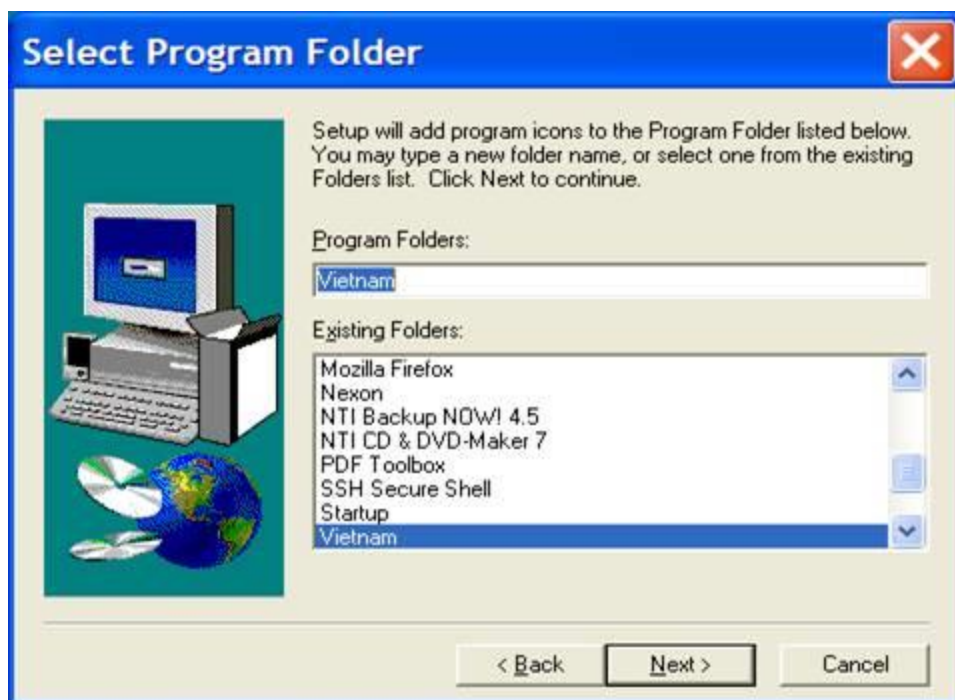 Select Program Folder
Setup will add program icons to the Program Folder listed below.
You may type a new folder name, or select one from the existing
Folders list. Click Next to continue.
Program Folders:
Vietnam
Existing Folders:
Mozilla Firefox
Nexon
NTI Backup NOW! 4.5
NTI CD & DVD-Maker 7
PDF Toolbox
SSH Secure Shell
Startup
Vietnam
< Back
Next >
Cancel